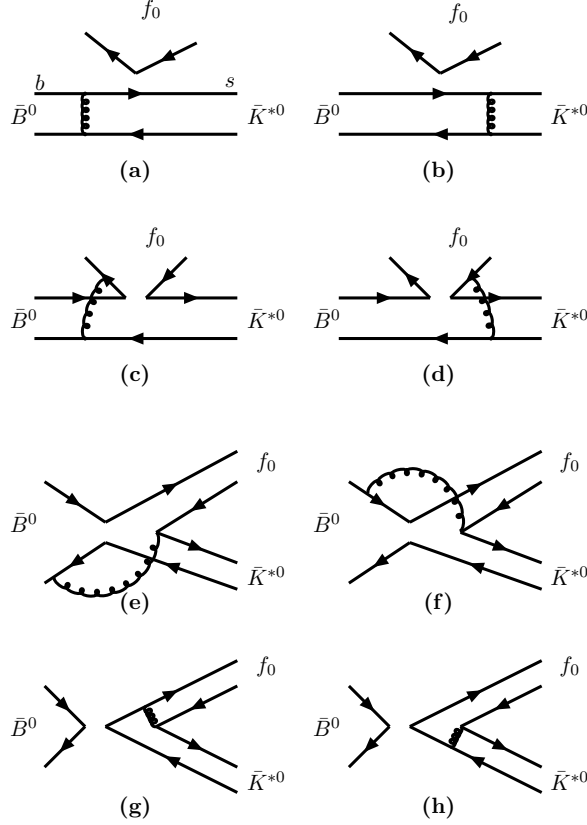 f₀ f₀
b s
B̄⁰ K̄*⁰ B̄⁰ K̄*⁰
(a) (b)
f₀ f₀
B̄⁰ K̄*⁰ B̄⁰ K̄*⁰
(c) (d)
f₀ f₀
B̄⁰ B̄⁰
K̄*⁰ K̄*⁰
(e) (f)
f₀ f₀
B̄⁰ B̄⁰
K̄*⁰ K̄*⁰
(g) (h)